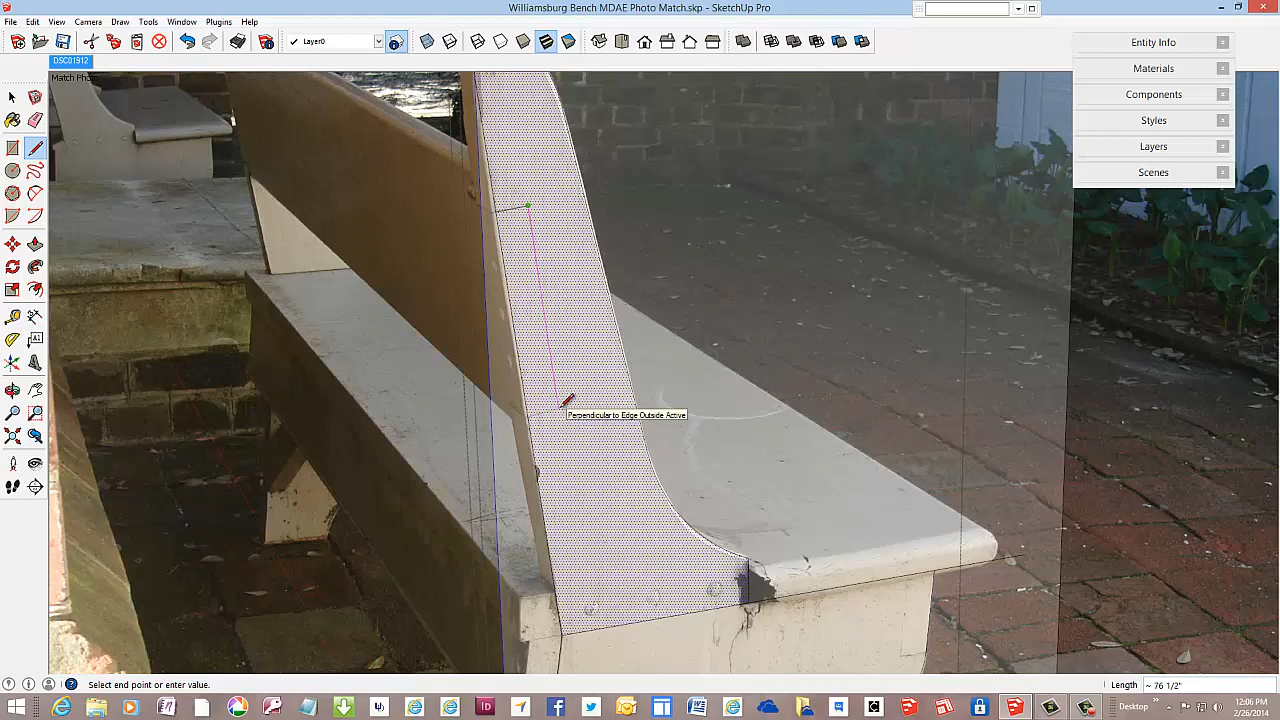 Williamsburg Bench MDAE Photo Match.skp - SketchUp Pro
File Edit View Camera Draw Tools Window Plugins Help
Layer0
DSC01912
Match Photo
Entity Info
Materials
Components
Styles
Layers
Scenes
Perpendicular to Edge Outside Active
Select end point or enter value.
Length ~ 76 1/2"
Desktop
12:06 PM
2/26/2014